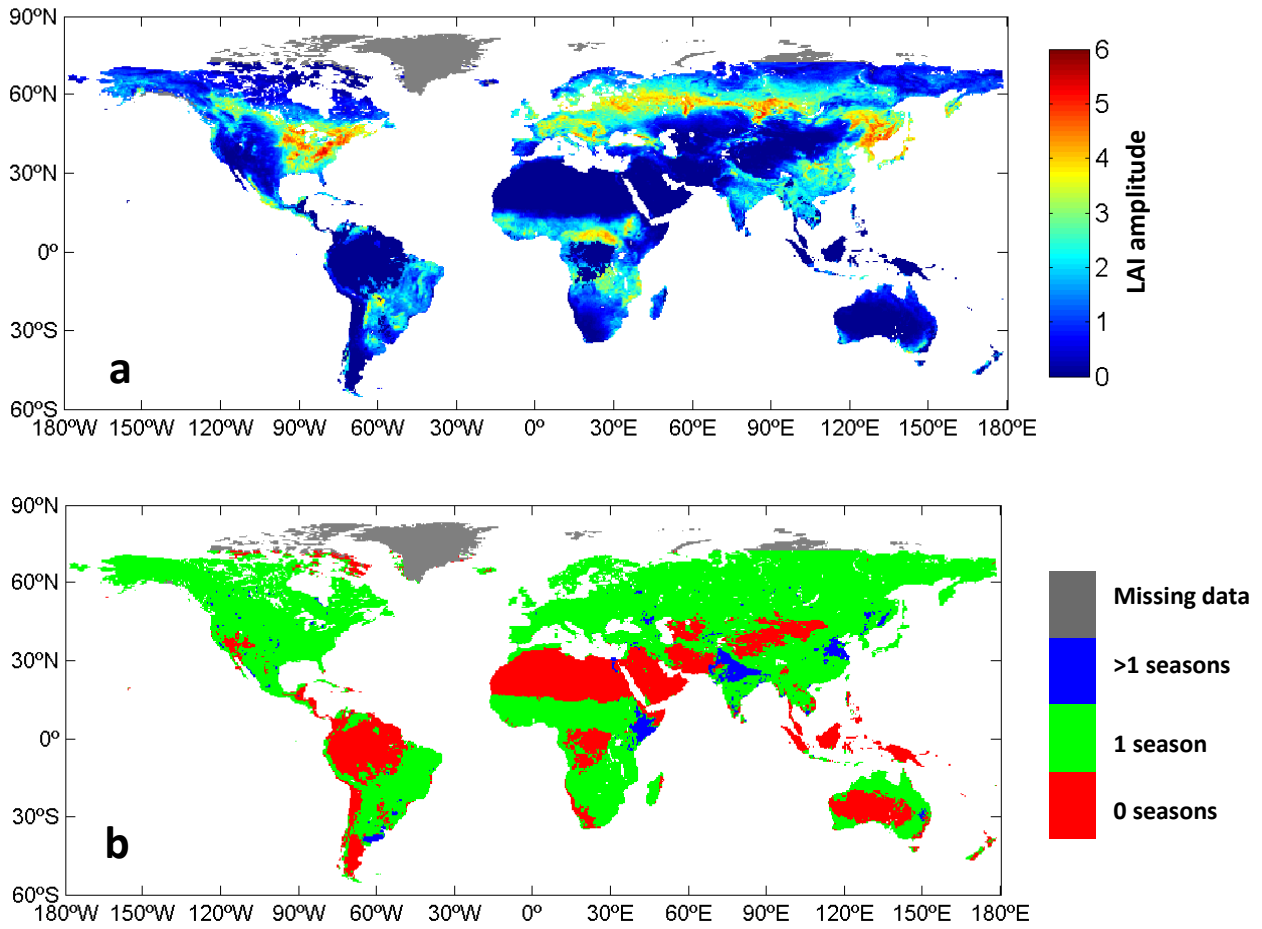 90ºN
60ºN
30ºN
0º
30ºS
60ºS
180ºW 150ºW 120ºW 90ºW 60ºW 30ºW 0º 30ºE 60ºE 90ºE 120ºE 150ºE 180ºE
a
6
5
4
3
2
1
0
LAI amplitude
90ºN
60ºN
30ºN
0º
30ºS
60ºS
180ºW 150ºW 120ºW 90ºW 60ºW 30ºW 0º 30ºE 60ºE 90ºE 120ºE 150ºE 180ºE
b
Missing data
>1 seasons
1 season
0 seasons